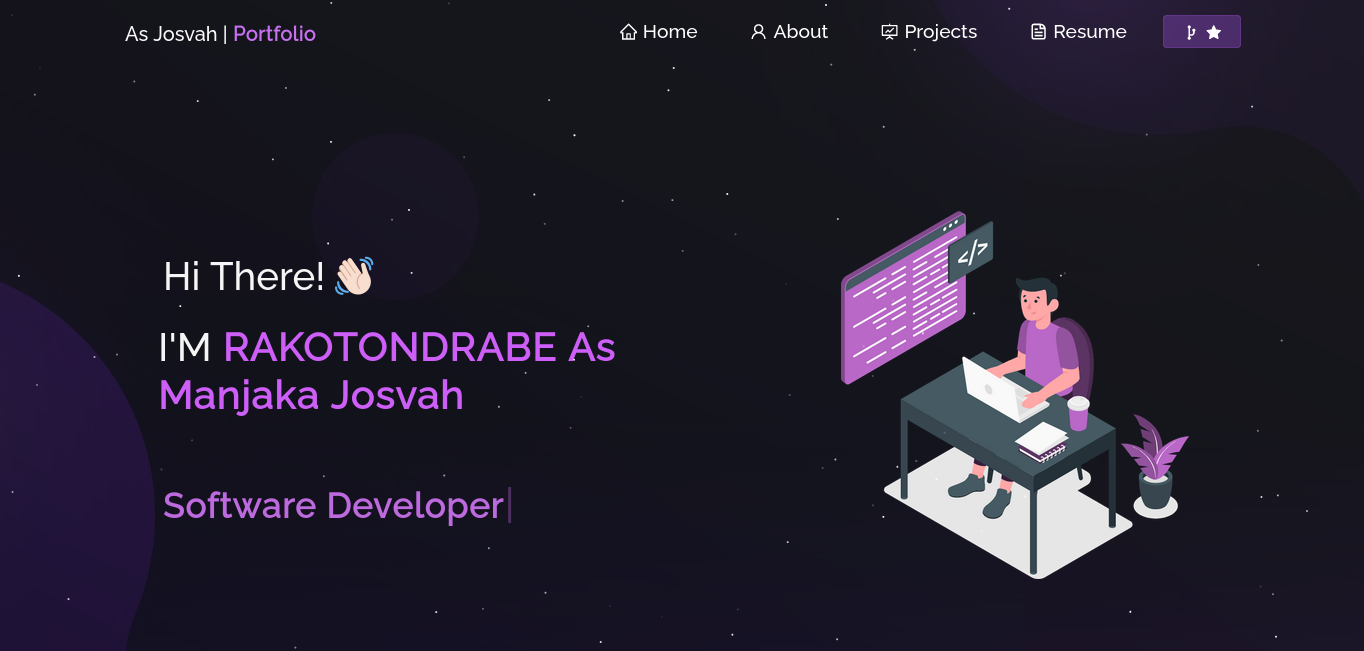 As Josvah | Portfolio
Home
About
Projects
Resume
Hi There! 👋🏻
I'M RAKOTONDRABE As
Manjaka Josvah
Software Developer
</>